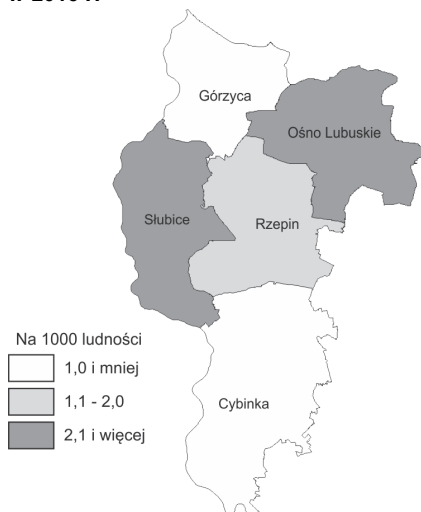 Górzyca
Ośno Lubuskie
Słubice
Rzepin
Na 1000 ludności
1,0 i mniej
1,1 - 2,0
2,1 i więcej
Cybinka